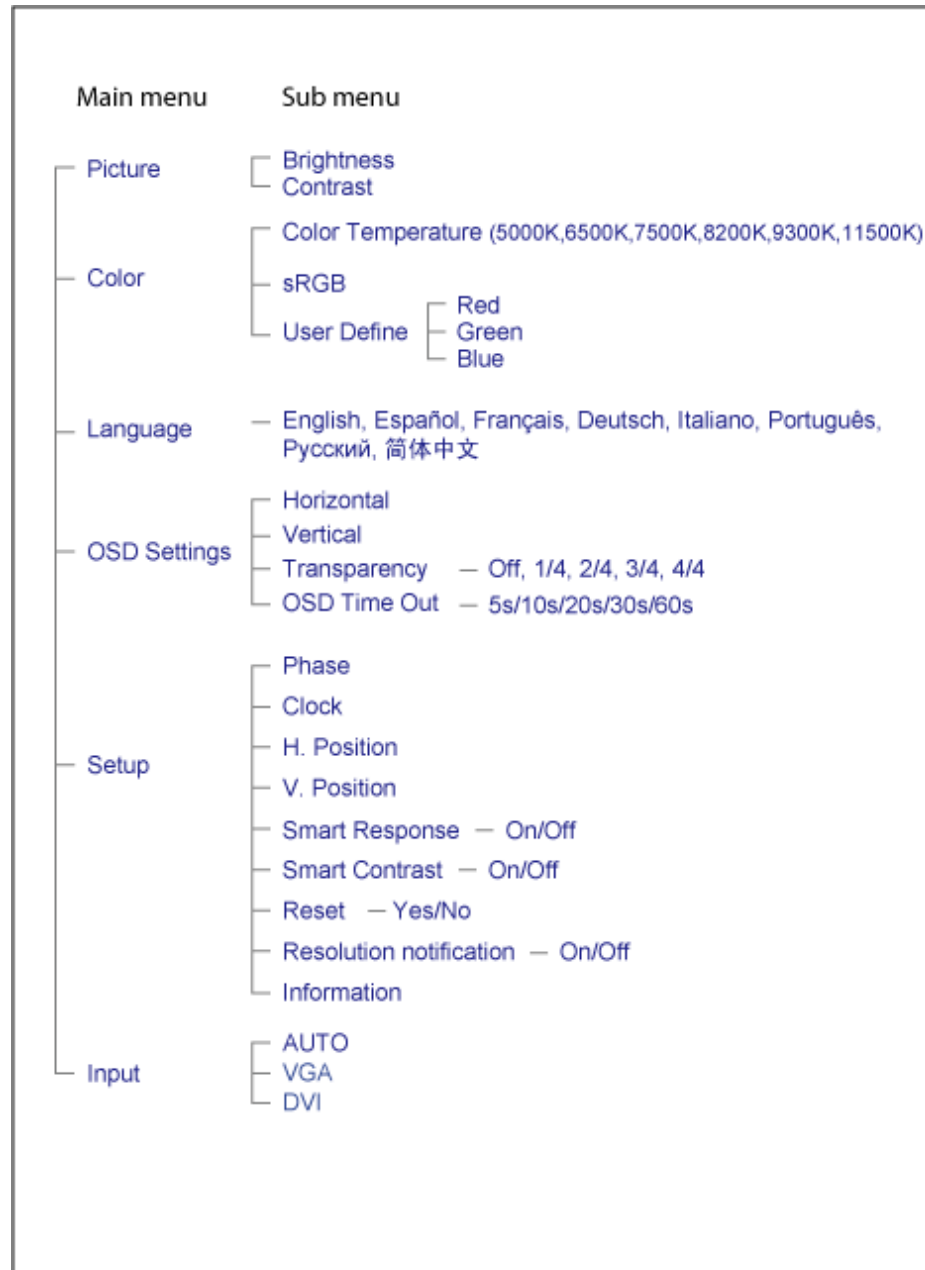 Main menu Sub menu
Picture Brightness
Contrast
Color Temperature (5000K,6500K,7500K,8200K,9300K,11500K)
Color sRGB
Red
User Define Green
Blue
Language English, Español, Français, Deutsch, Italiano, Português,
Русский, 简体中文
Horizontal
Vertical
OSD Settings
Transparency Off, 1/4, 2/4, 3/4, 4/4
OSD Time Out 5s/10s/20s/30s/60s
Phase
Clock
H. Position
Setup
V. Position
Smart Response On/Off
Smart Contrast On/Off
Reset Yes/No
Resolution notification On/Off
Information
AUTO
Input VGA
DVI